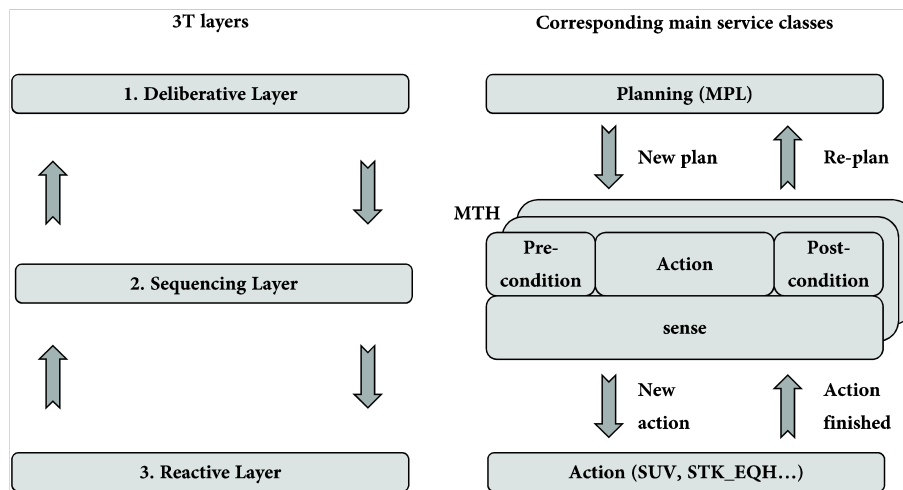 3T layers
Corresponding main service classes
1. Deliberative Layer
Planning (MPL)
New plan
Re-plan
MTH
Pre-
condition
Action
Post-
condition
2. Sequencing Layer
sense
New
action
Action
finished
3. Reactive Layer
Action (SUV, STK_EQH...)